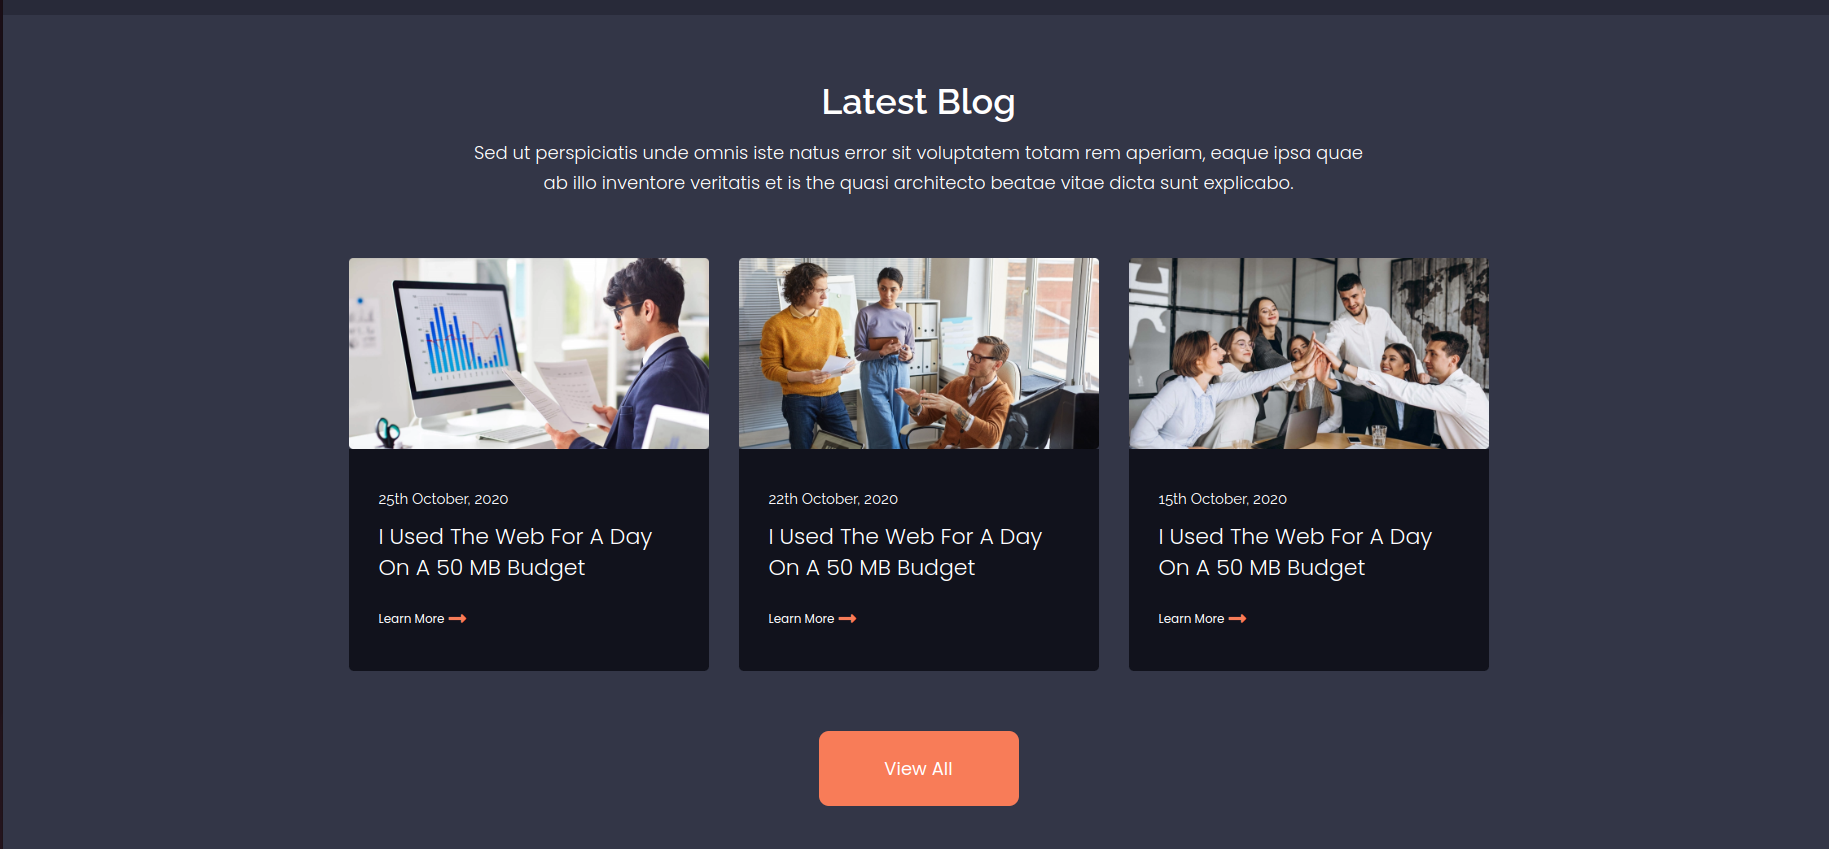 Latest Blog
Sed ut perspiciatis unde omnis iste natus error sit voluptatem totam rem aperiam, eaque ipsa quae
ab illo inventore veritatis et is the quasi architecto beatae vitae dicta sunt explicabo.
25th October, 2020
I Used The Web For A Day
On A 50 MB Budget
Learn More
22th October, 2020
I Used The Web For A Day
On A 50 MB Budget
Learn More
15th October, 2020
I Used The Web For A Day
On A 50 MB Budget
Learn More
View All